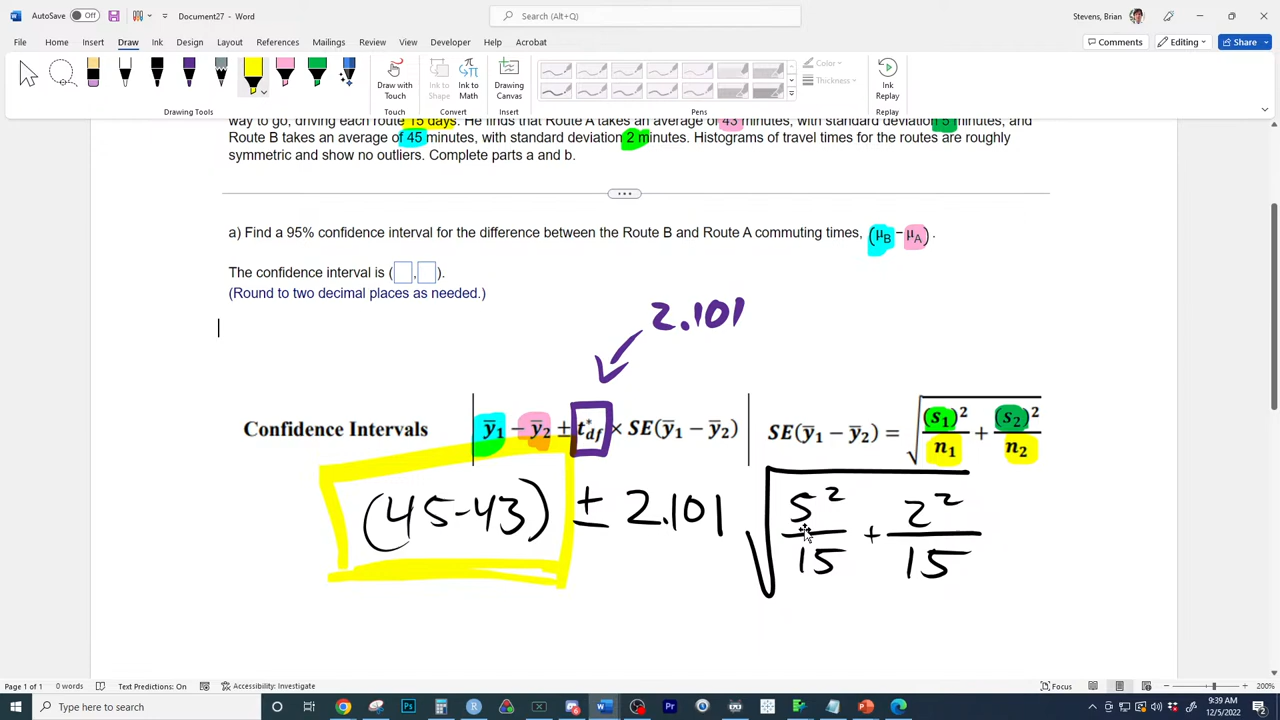 AutoSave Off Document27 - Word Search (Alt+Q) Stevens, Brian
File Home Insert Draw Ink Design Layout References Mailings Review View Developer Help Acrobat Comments Editing Share
Draw with Touch Ink to Shape Ink to Math Drawing Canvas Color Thickness Ink Replay
Drawing Tools Touch Convert Insert Pens Replay
way to go, driving each route 15 days. He finds that Route A takes an average of 43 minutes, with standard deviation 5 minutes, and
Route B takes an average of 45 minutes, with standard deviation 2 minutes. Histograms of travel times for the routes are roughly
symmetric and show no outliers. Complete parts a and b.
a) Find a 95% confidence interval for the difference between the Route B and Route A commuting times, (μB − μA).
The confidence interval is ( , ).
(Round to two decimal places as needed.)
2.101
Confidence Intervals | ȳ1 − ȳ2 ± t*df × SE(ȳ1 − ȳ2) | SE(ȳ1 − ȳ2) = √((s1)²/n1 + (s2)²/n2)
(45-43) ± 2.101 √(5²/15 + 2²/15)
Page 1 of 1 0 words Text Predictions: On Accessibility: Investigate Focus 200%
Type here to search 9:39 AM
12/5/2022